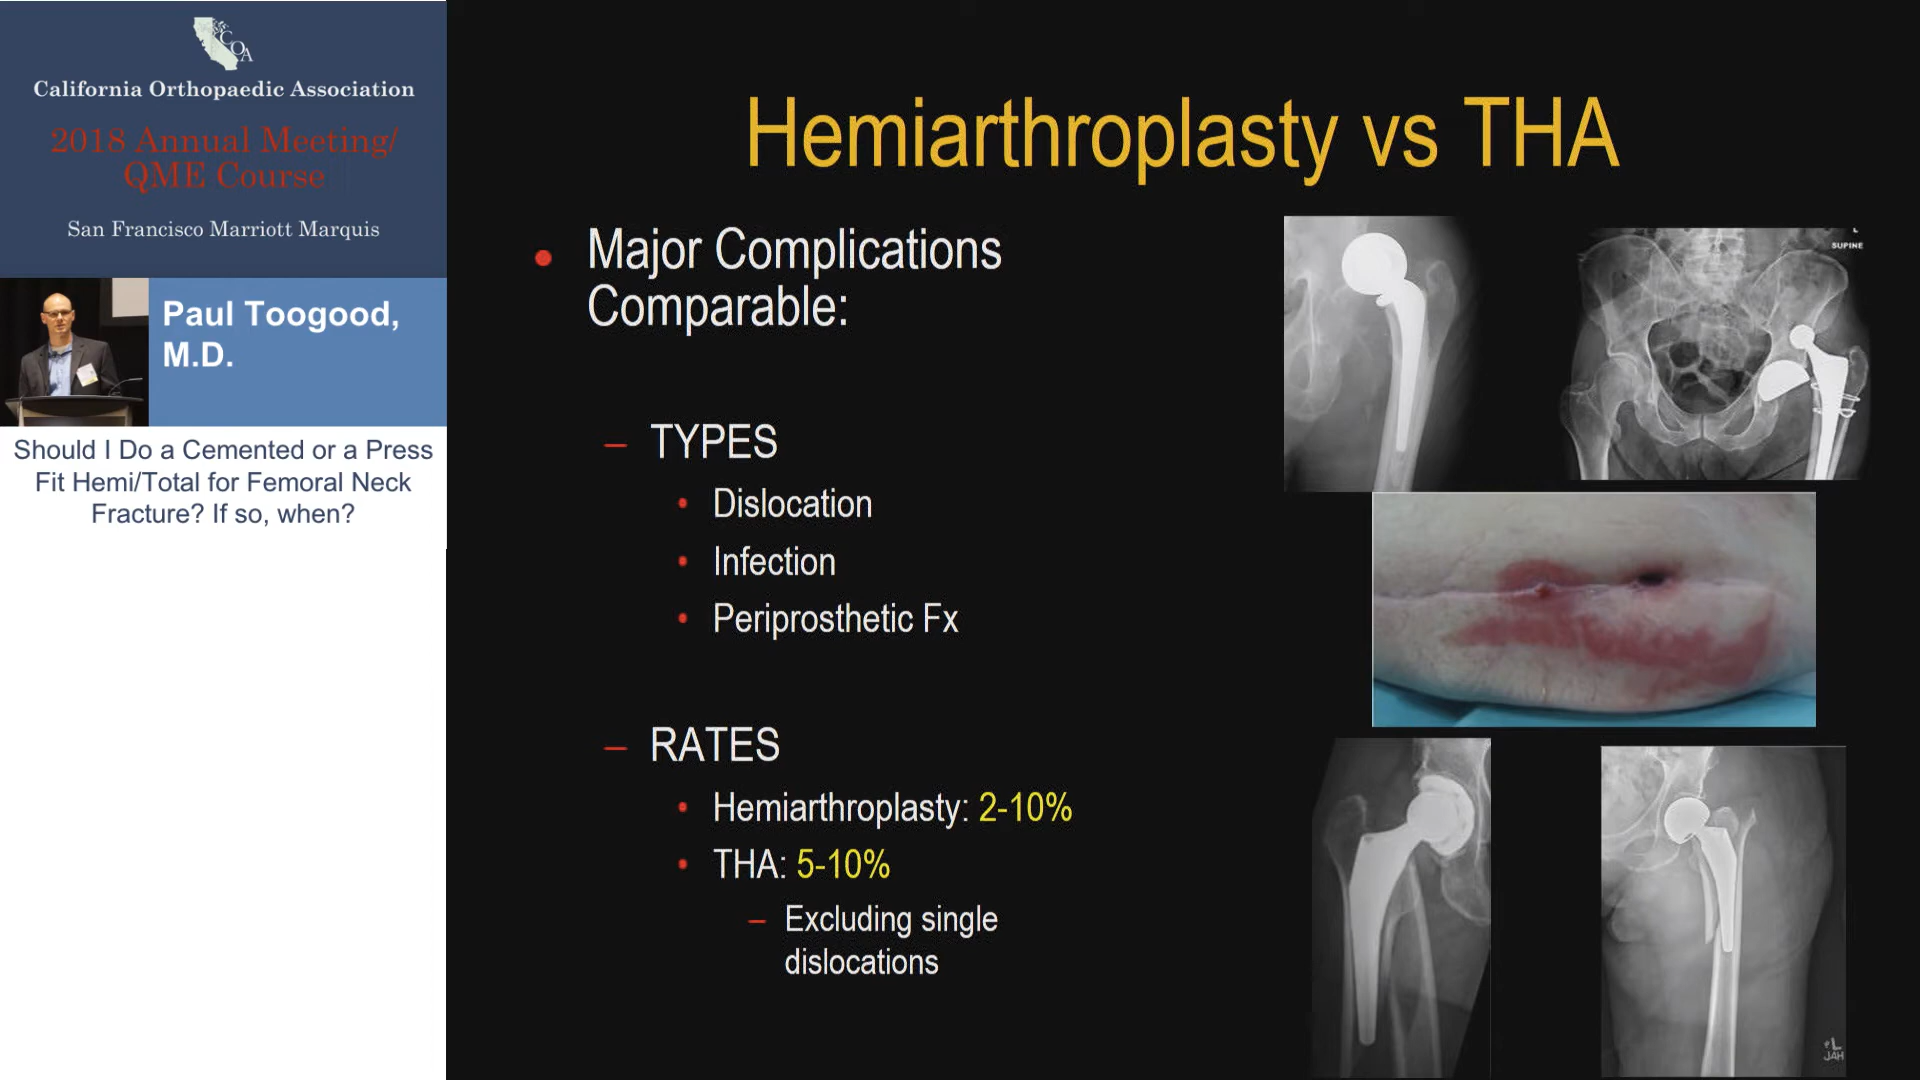 COA
California Orthopaedic Association
2018 Annual Meeting/
QME Course
San Francisco Marriott Marquis
Paul Toogood,
M.D.
Should I Do a Cemented or a Press
Fit Hemi/Total for Femoral Neck
Fracture? If so, when?
Hemiarthroplasty vs THA
• Major Complications
Comparable:
– TYPES
• Dislocation
• Infection
• Periprosthetic Fx
– RATES
• Hemiarthroplasty: 2-10%
• THA: 5-10%
– Excluding single
dislocations
L
SUPINE
L
JAH